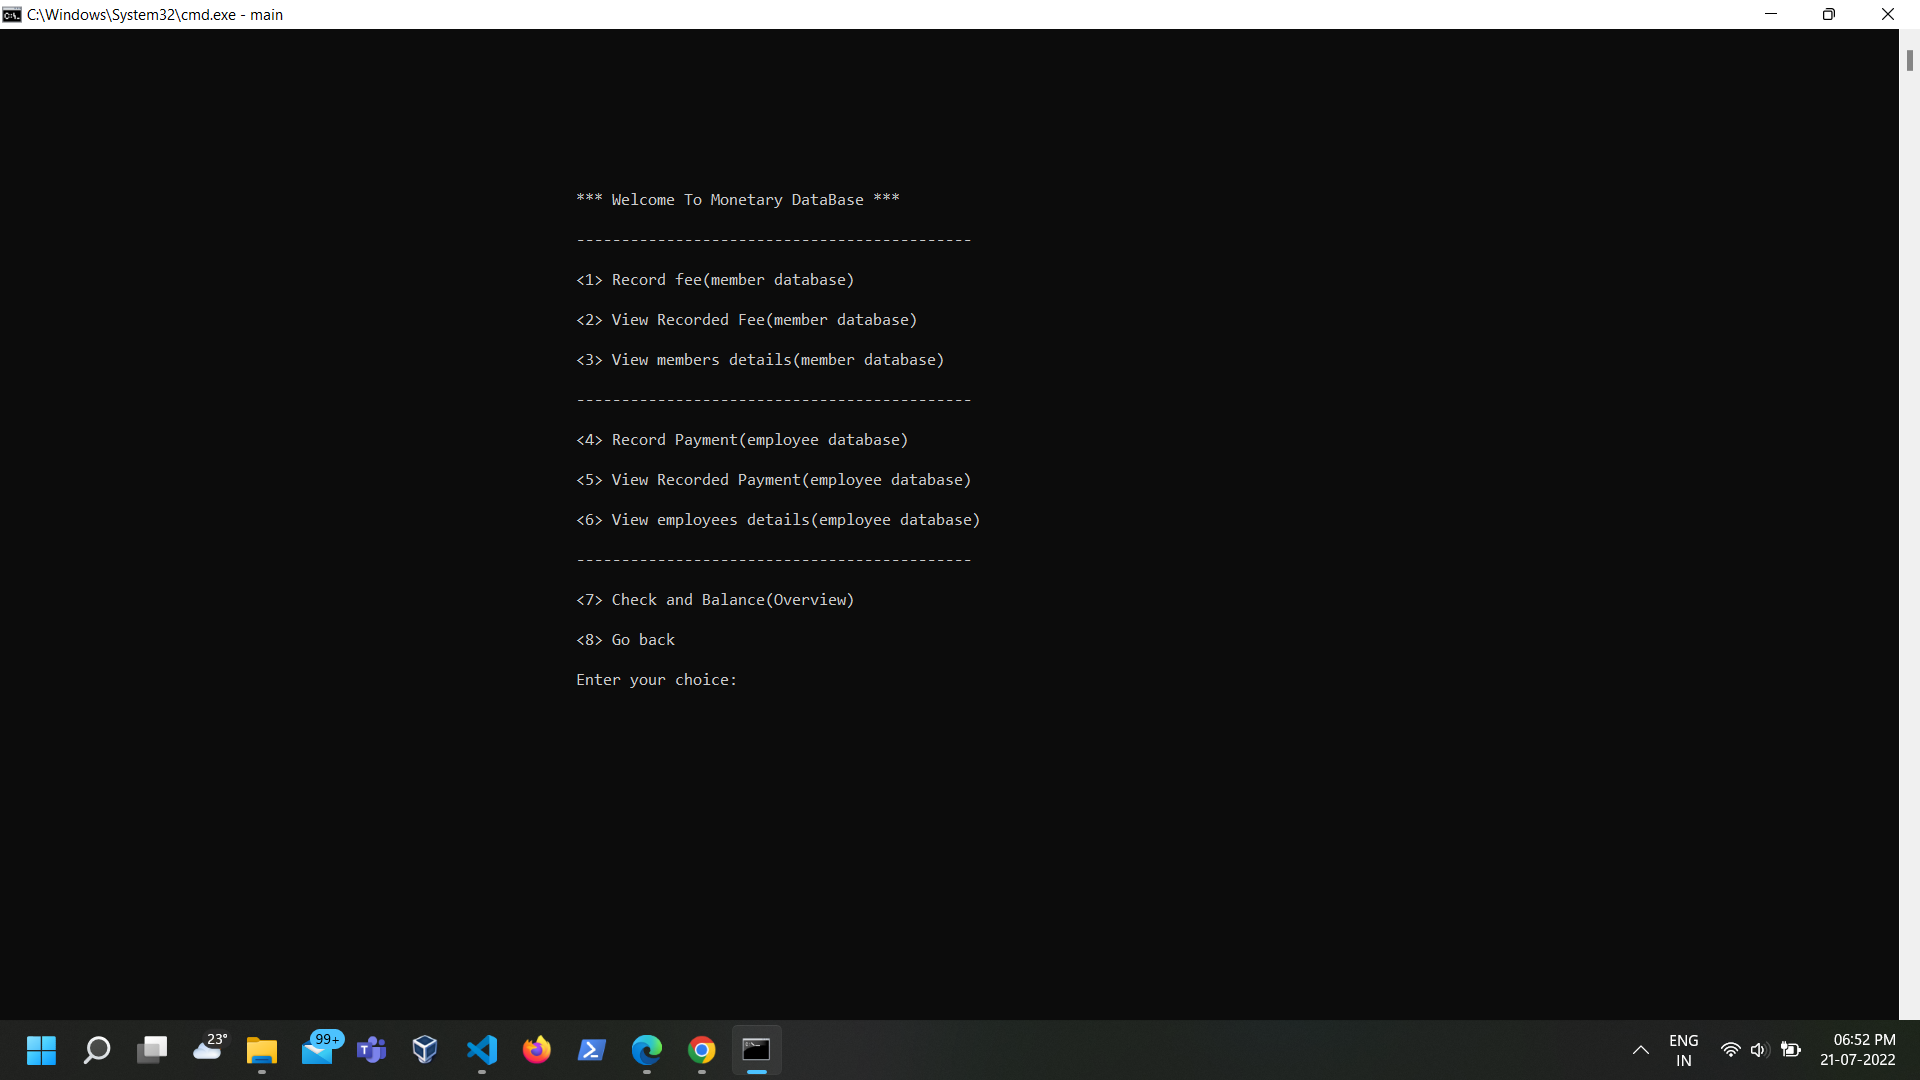 C:\Windows\System32\cmd.exe - main
*** Welcome To Monetary DataBase ***
--------------------------------------------
<1> Record fee(member database)
<2> View Recorded Fee(member database)
<3> View members details(member database)
--------------------------------------------
<4> Record Payment(employee database)
<5> View Recorded Payment(employee database)
<6> View employees details(employee database)
--------------------------------------------
<7> Check and Balance(Overview)
<8> Go back
Enter your choice:
23°
99+
ENG
IN
06:52 PM
21-07-2022